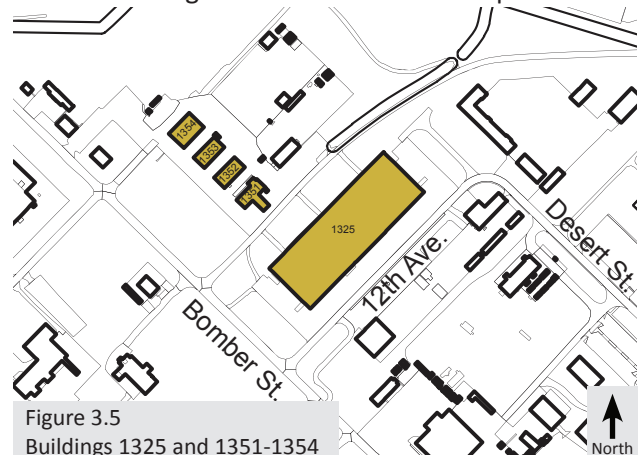 1354
1353
1352
1351
1325
12th Ave.
Desert St.
Bomber St.
Figure 3.5
Buildings 1325 and 1351-1354
North